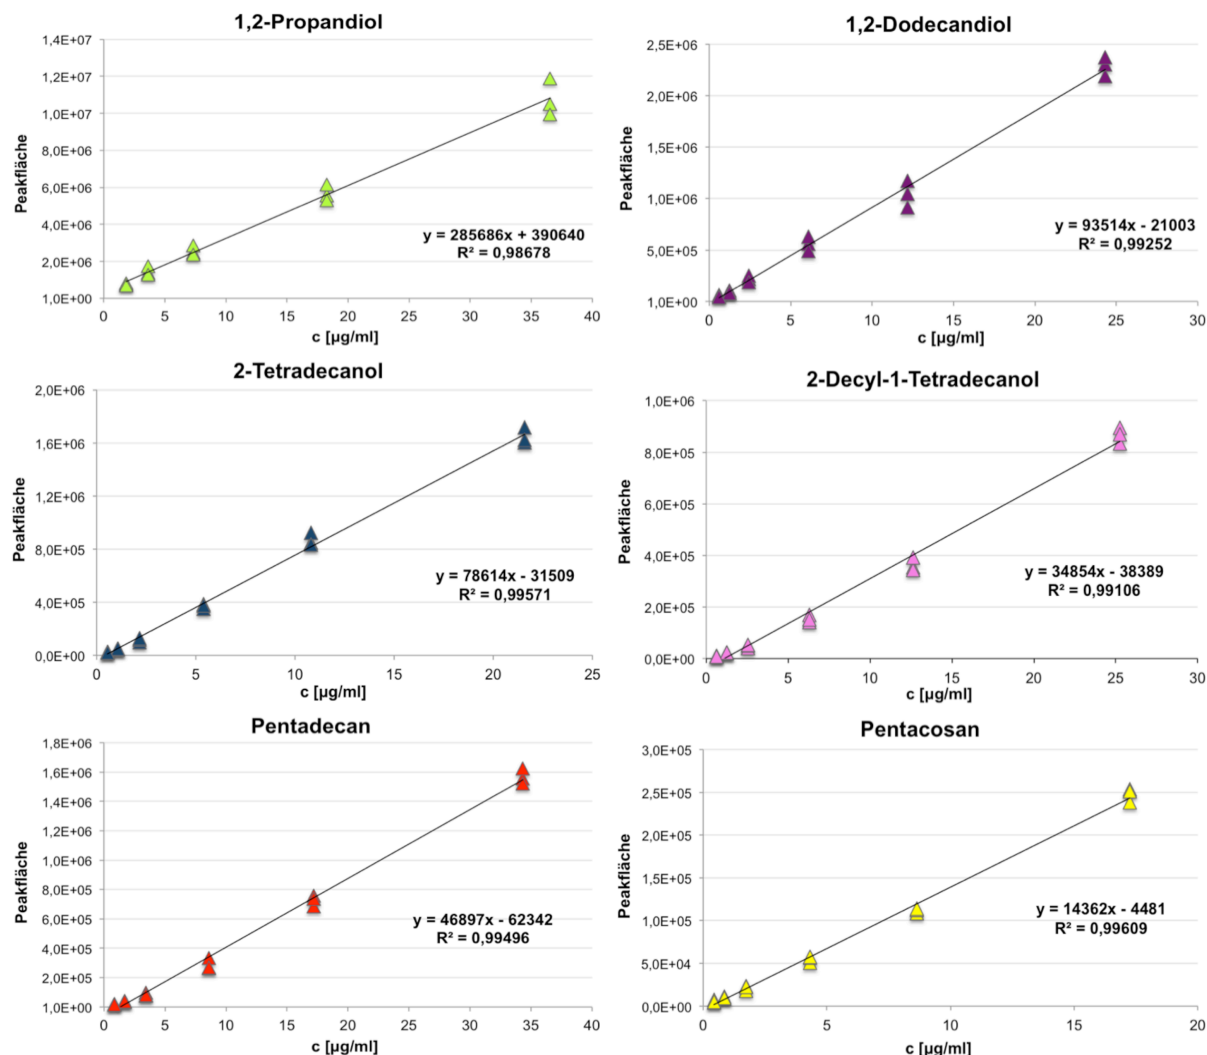 1,2-Propandiol
1,4E+07
1,2E+07
1,0E+07
8,0E+06
6,0E+06
4,0E+06
2,0E+06
1,0E+00
Peakfläche
y = 285686x + 390640
R² = 0,98678
0 5 10 15 20 25 30 35 40
c [µg/ml]
1,2-Dodecandiol
2,5E+06
2,0E+06
1,5E+06
1,0E+06
5,0E+05
1,0E+00
Peakfläche
y = 93514x - 21003
R² = 0,99252
0 5 10 15 20 25 30
c [µg/ml]
2-Tetradecanol
2,0E+06
1,6E+06
1,2E+06
8,0E+05
4,0E+05
0,0E+00
Peakfläche
y = 78614x - 31509
R² = 0,99571
0 5 10 15 20 25
c [µg/ml]
2-Decyl-1-Tetradecanol
1,0E+06
8,0E+05
6,0E+05
4,0E+05
2,0E+05
0,0E+00
Peakfläche
y = 34854x - 38389
R² = 0,99106
0 5 10 15 20 25 30
c [µg/ml]
Pentadecan
1,8E+06
1,6E+06
1,4E+06
1,2E+06
1,0E+06
8,0E+05
6,0E+05
4,0E+05
2,0E+05
1,0E+00
Peakfläche
y = 46897x - 62342
R² = 0,99496
0 5 10 15 20 25 30 35 40
c [µg/ml]
Pentacosan
3,0E+05
2,5E+05
2,0E+05
1,5E+05
1,0E+05
5,0E+04
0,0E+00
Peakfläche
y = 14362x - 4481
R² = 0,99609
0 5 10 15 20
c [µg/ml]